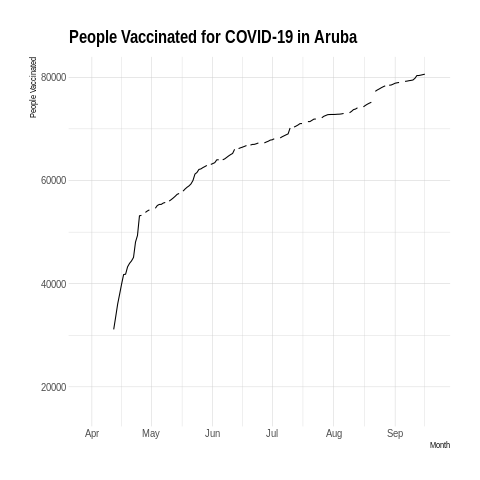 People Vaccinated for COVID-19 in Aruba
People Vaccinated
80000
60000
40000
20000
Apr May Jun Jul Aug Sep
Month